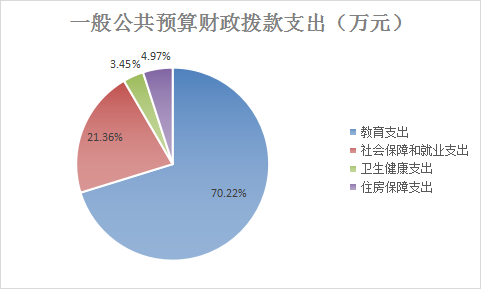 一般公共预算财政拨款支出（万元）
4.97%
3.45%
21.36%
70.22%
教育支出
社会保障和就业支出
卫生健康支出
住房保障支出